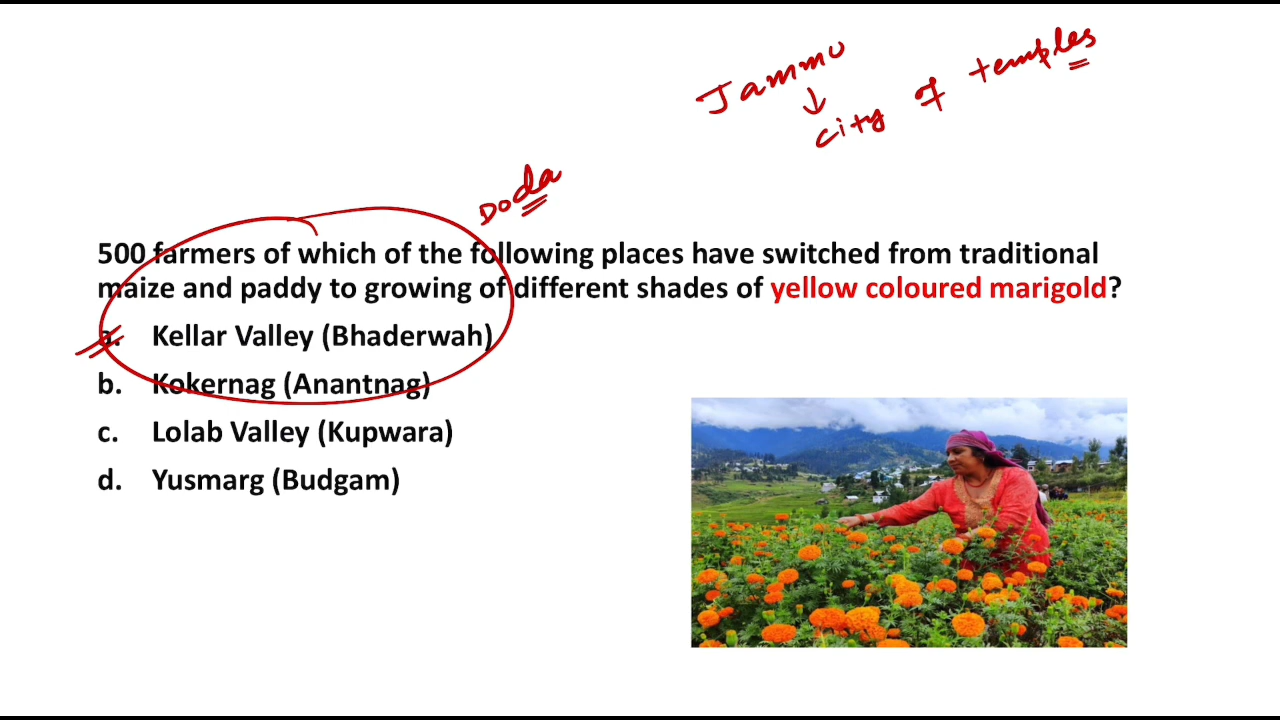 Jammu
↓
city of temples
Doda
500 farmers of which of the following places have switched from traditional
maize and paddy to growing of different shades of yellow coloured marigold?
a. Kellar Valley (Bhaderwah)
b. Kokernag (Anantnag)
c. Lolab Valley (Kupwara)
d. Yusmarg (Budgam)